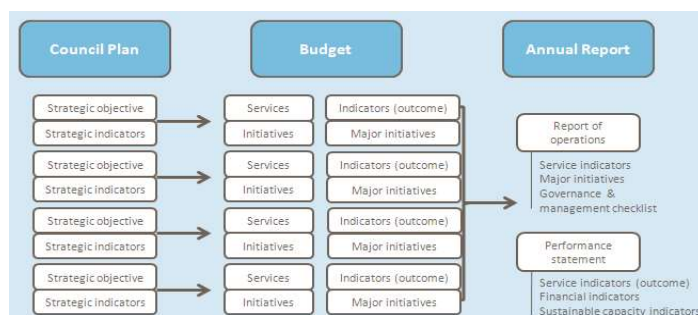 Council Plan
Budget
Annual Report
Strategic objective
Strategic indicators
Services
Initiatives
Indicators (outcome)
Major initiatives
Strategic objective
Strategic indicators
Services
Initiatives
Indicators (outcome)
Major initiatives
Strategic objective
Strategic indicators
Services
Initiatives
Indicators (outcome)
Major initiatives
Strategic objective
Strategic indicators
Services
Initiatives
Indicators (outcome)
Major initiatives
Report of
operations
Service indicators
Major initiatives
Governance &
management checklist
Performance
statement
Service indicators (outcome)
Financial indicators
Sustainable capacity indicators